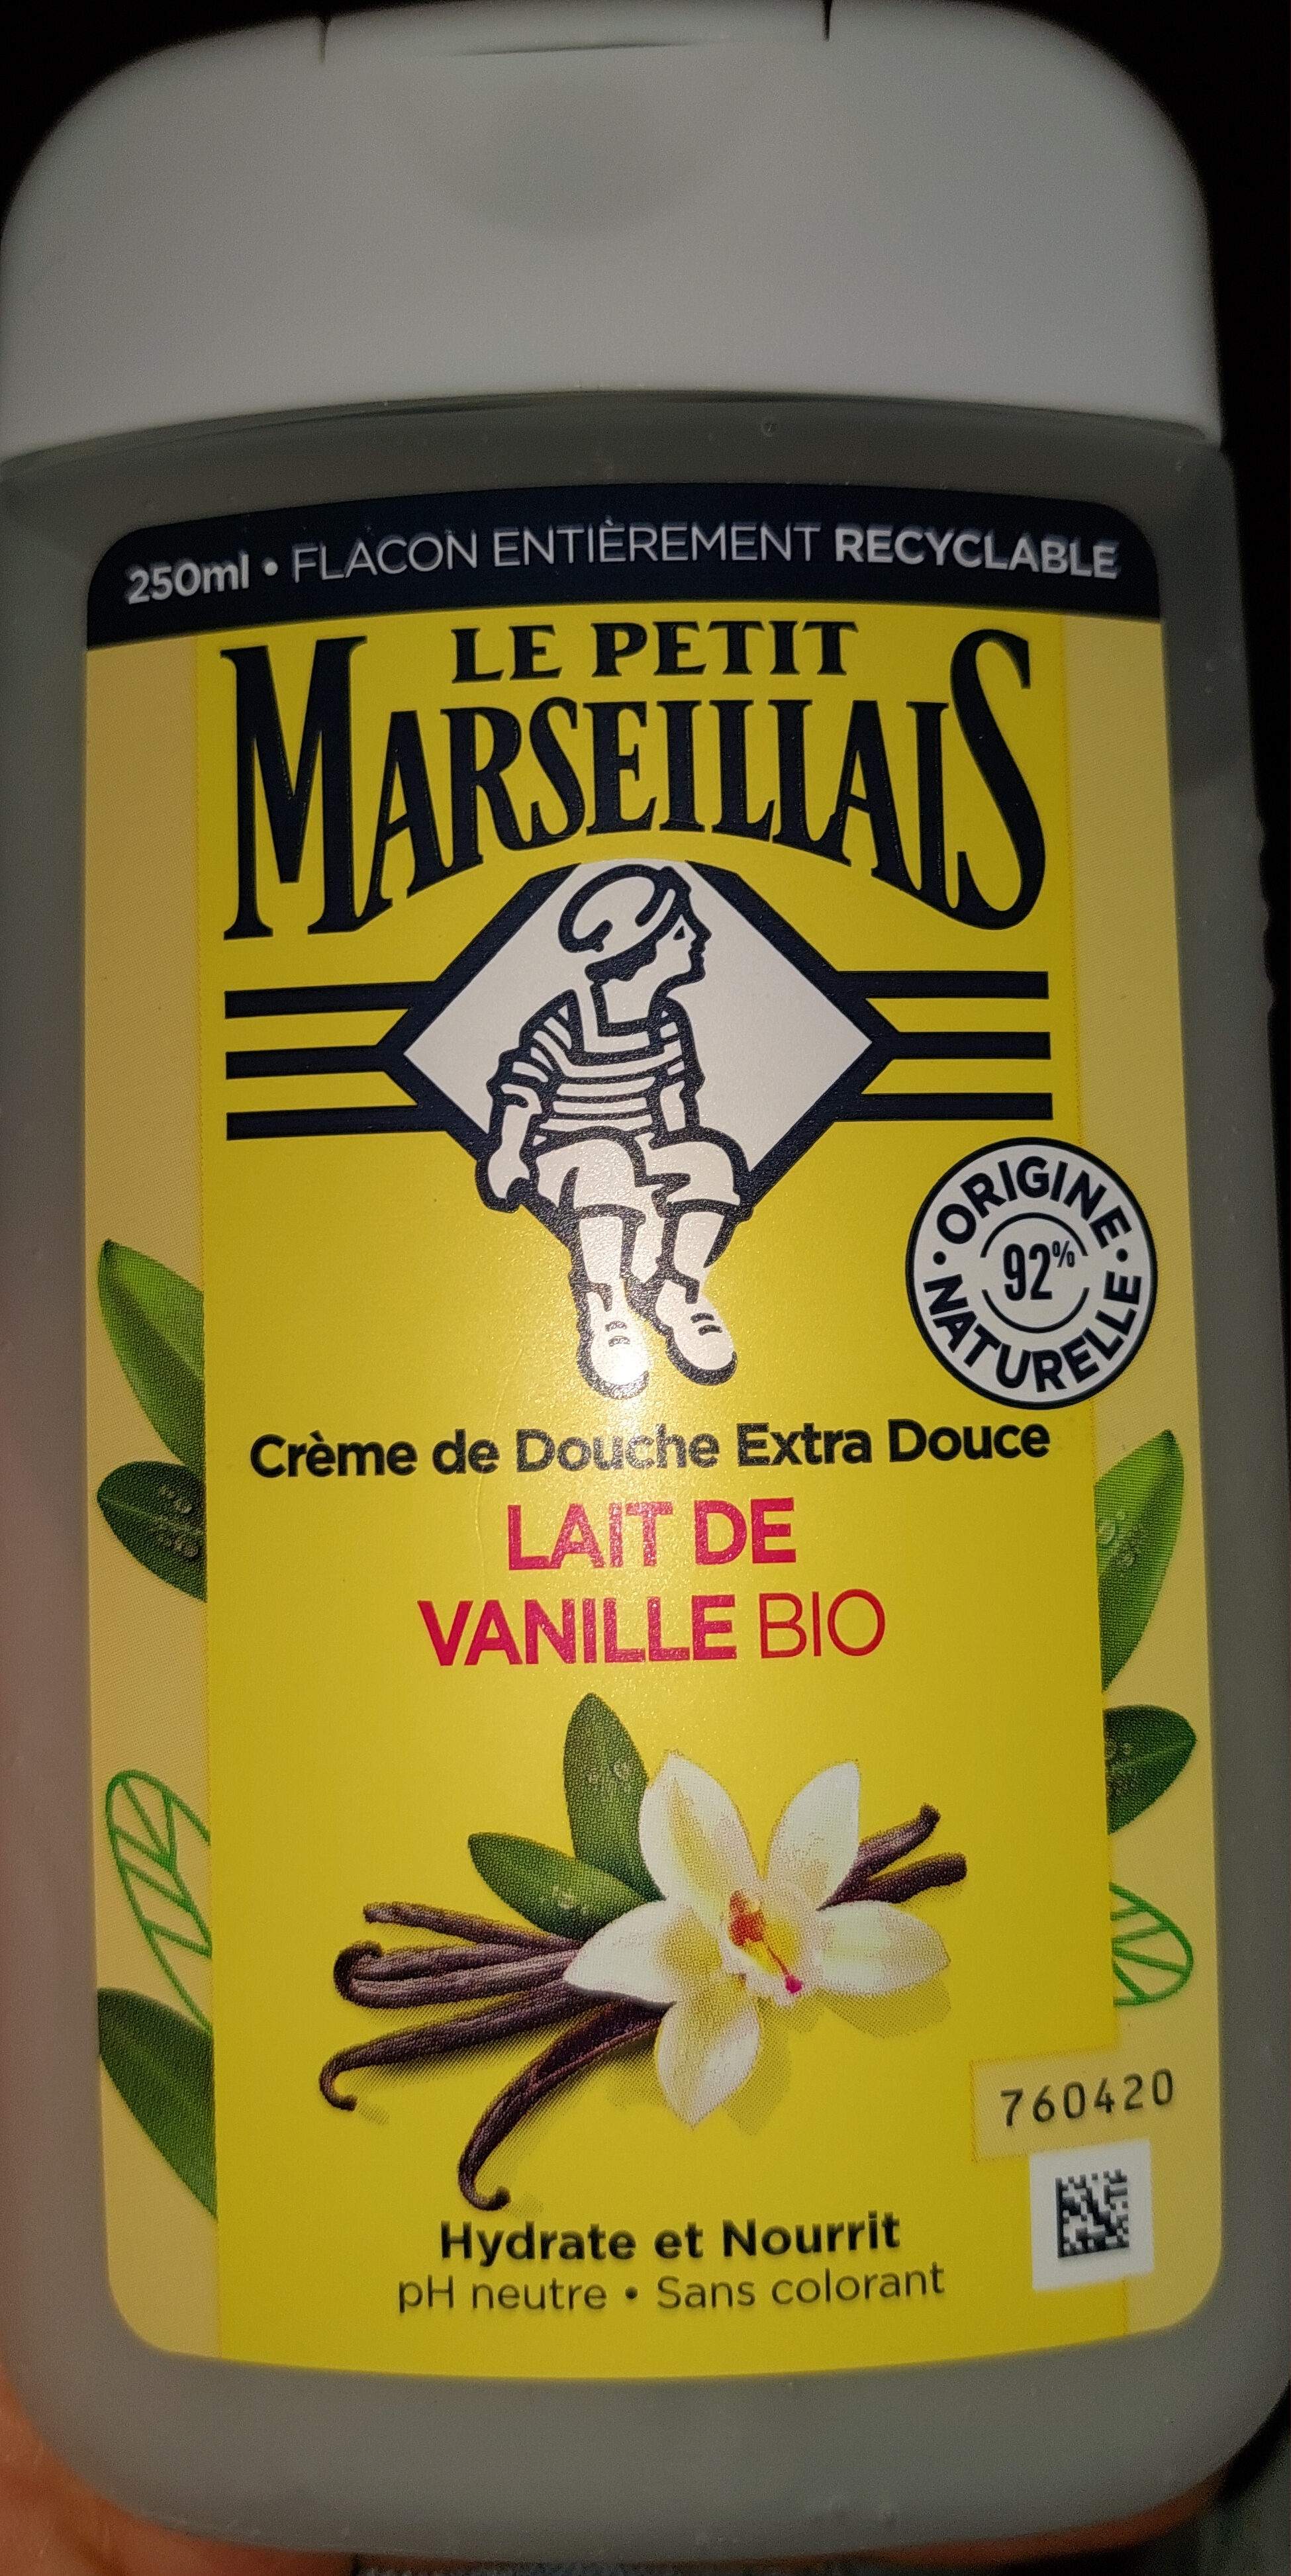 250ml • FLACON ENTIÈREMENT RECYCLABLE
LE PETIT
MARSEILLAIS
• ORIGINE •
92%
NATURELLE
Crème de Douche Extra Douce
LAIT DE
VANILLE BIO
760420
Hydrate et Nourrit
pH neutre • Sans colorant